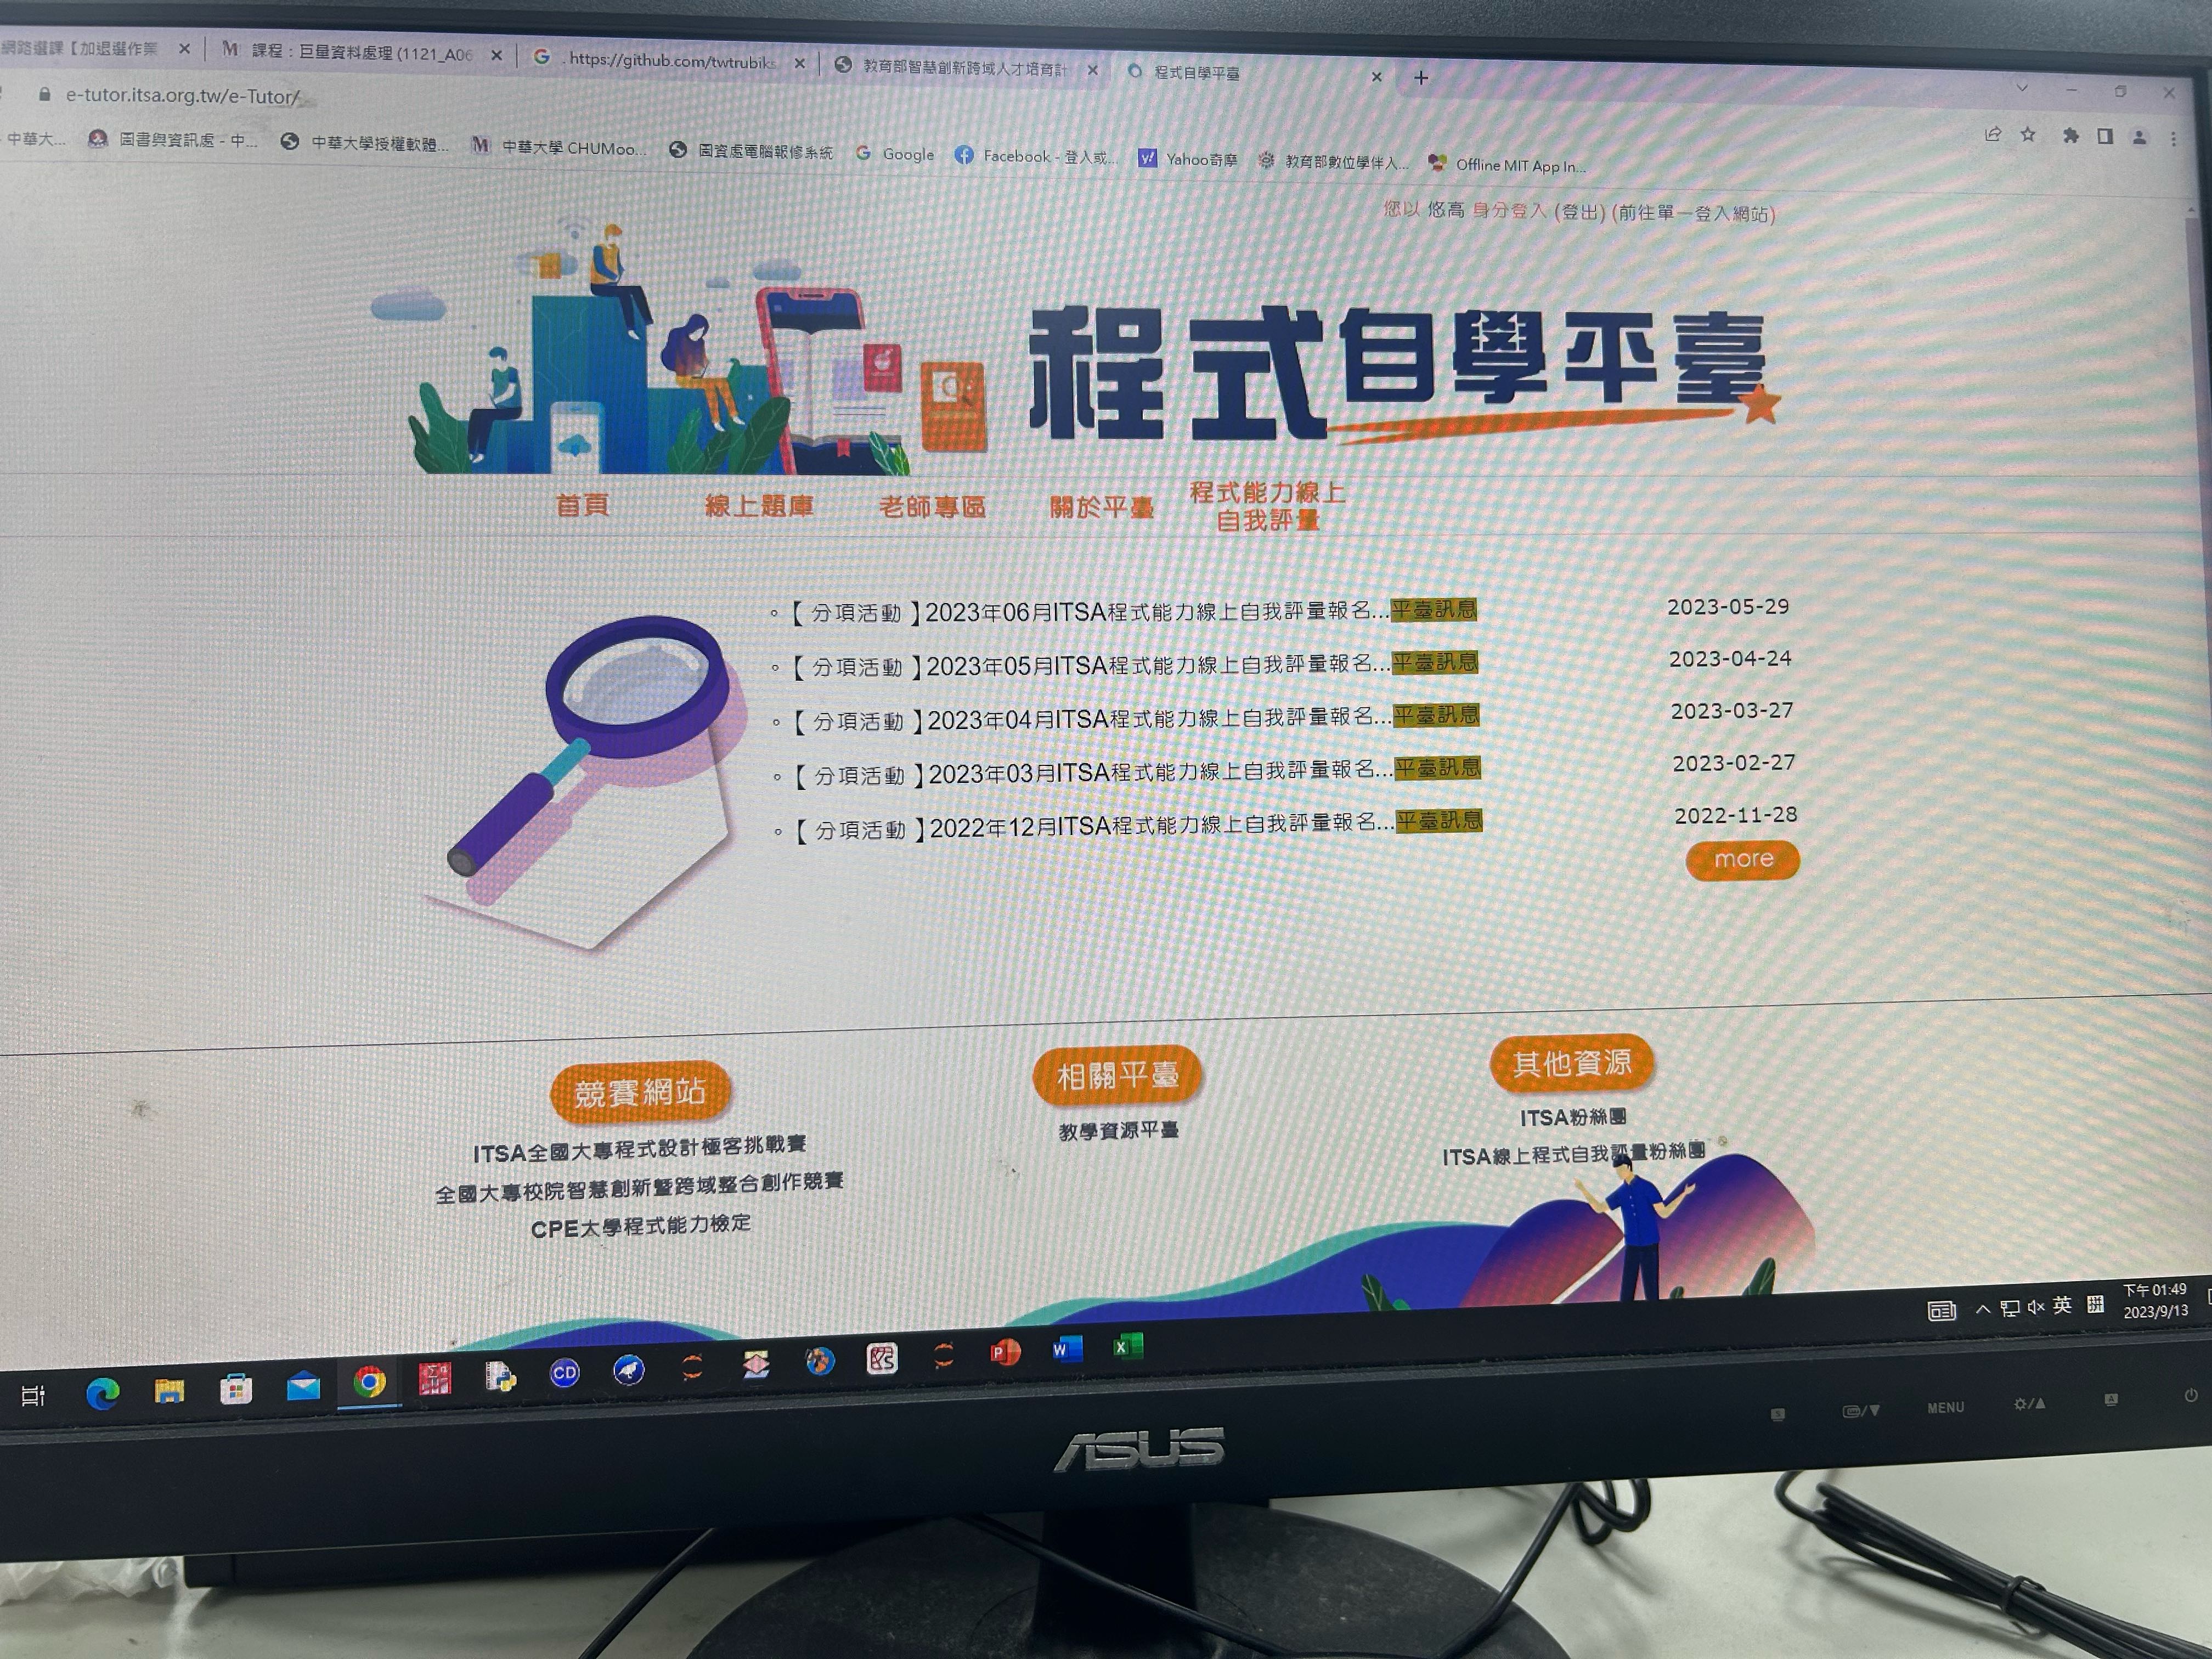 網路選課【加退選作業
課程：巨量資料處理 (1121_A06
https://github.com/twtrubiks
教育部智慧創新跨域人才培育計
程式自學平臺
e-tutor.itsa.org.tw/e-Tutor/
中華大...
圖書與資訊處 - 中...
中華大學授權軟體...
中華大學 CHUMoo...
圖資處電腦報修系統
Google
Facebook - 登入或...
Yahoo奇摩
教育部數位學伴入...
Offline MIT App In...
您以 悠高 身分登入 (登出) (前往單一登入網站)
程式自學平臺
首頁
線上題庫
老師專區
關於平臺
程式能力線上
自我評量
【 分項活動 】2023年06月ITSA程式能力線上自我評量報名...平臺訊息 2023-05-29
【 分項活動 】2023年05月ITSA程式能力線上自我評量報名...平臺訊息 2023-04-24
【 分項活動 】2023年04月ITSA程式能力線上自我評量報名...平臺訊息 2023-03-27
【 分項活動 】2023年03月ITSA程式能力線上自我評量報名...平臺訊息 2023-02-27
【 分項活動 】2022年12月ITSA程式能力線上自我評量報名...平臺訊息 2022-11-28
more
競賽網站
ITSA全國大專程式設計極客挑戰賽
全國大專校院智慧創新暨跨域整合創作競賽
CPE大學程式能力檢定
相關平臺
教學資源平臺
其他資源
ITSA粉絲團
ITSA線上程式自我評量粉絲團
英
拼
下午 01:49
2023/9/13
CD
MENU
ASUS